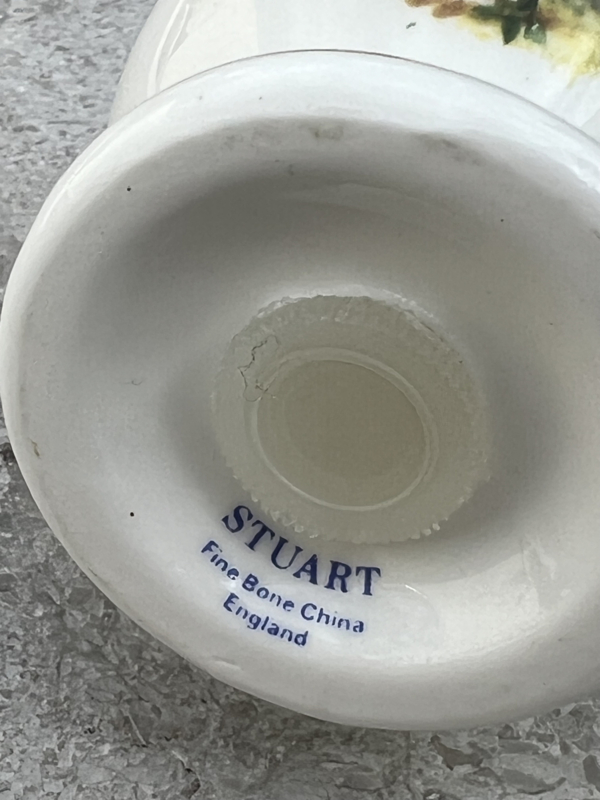 STUART
Fine Bone China
England